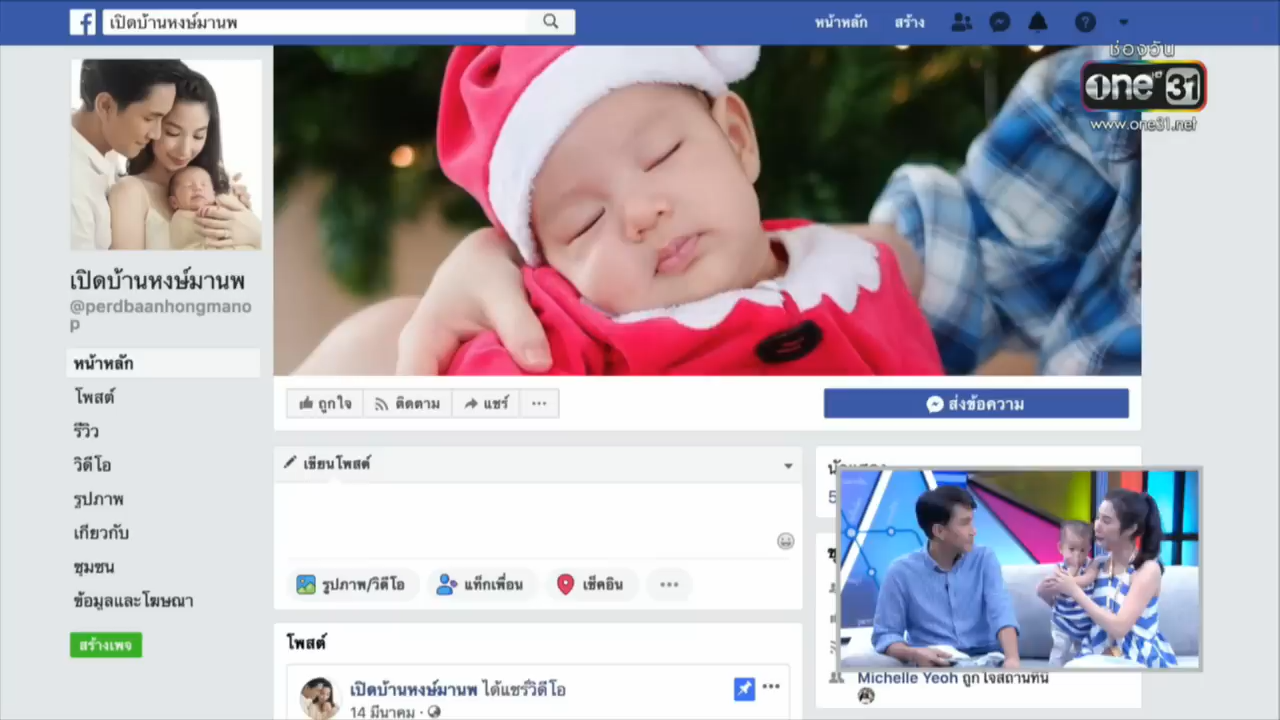 เปิดบ้านหงษ์มานพ
หน้าหลัก
สร้าง
ช่องวัน
one 31
www.one31.net
เปิดบ้านหงษ์มานพ
@perdbaanhongmano
p
หน้าหลัก
โพสต์
รีวิว
วิดีโอ
รูปภาพ
เกี่ยวกับ
ชุมชน
ข้อมูลและโฆษณา
สร้างเพจ
ถูกใจ
ติดตาม
แชร์
ส่งข้อความ
เขียนโพสต์
รูปภาพ/วิดีโอ
แท็กเพื่อน
เช็คอิน
โพสต์
เปิดบ้านหงษ์มานพ ได้แชร์วิดีโอ
14 มีนาคม ·
Michelle Yeoh ถูกใจสถานที่นี้